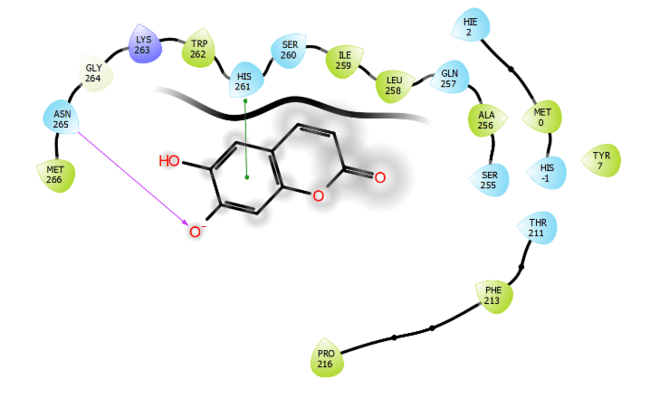 HIE
2
LYS
263
TRP
262
SER
260
ILE
259
GLY
264
HIS
261
LEU
258
GLN
257
ASN
265
ALA
256
MET
0
TYR
7
HO
MET
266
O
O
SER
255
HIS
-1
O⁻
THR
211
PHE
213
PRO
216